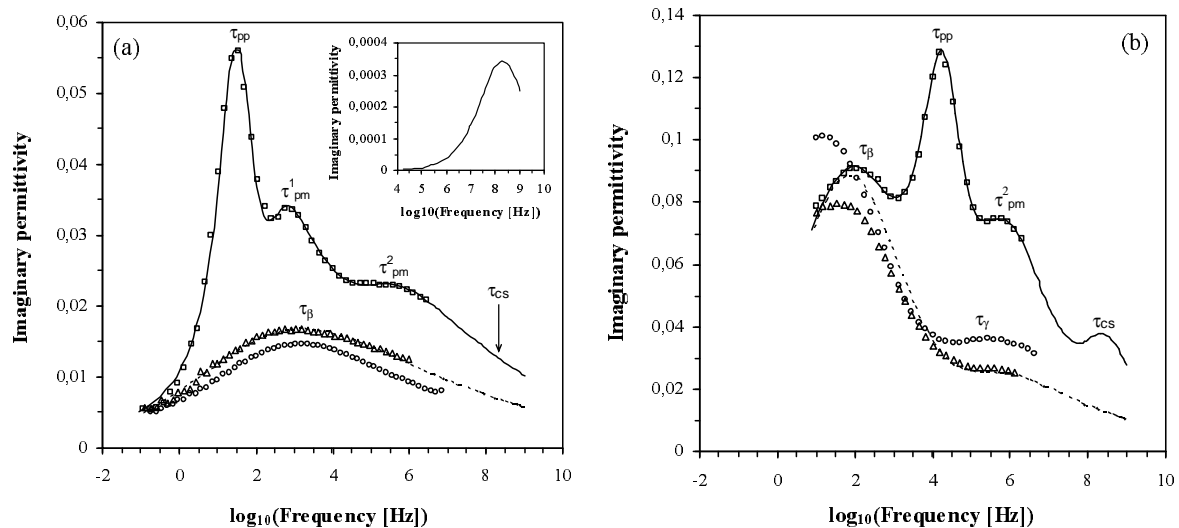 (a)
0,06
0,05
0,04
0,03
0,02
0,01
0
-2
0
2
4
6
8
10
Imaginary permittivity
log10(Frequency [Hz])
τpp
τ1pm
τ2pm
τcs
τβ
0,0004
0,0003
0,0002
0,0001
0
4
5
6
7
8
9
10
Imaginary permittivity
log10(Frequency [Hz])
(b)
0,14
0,12
0,1
0,08
0,06
0,04
0,02
0
-2
0
2
4
6
8
10
Imaginary permittivity
log10(Frequency [Hz])
τpp
τβ
τ2pm
τγ
τcs